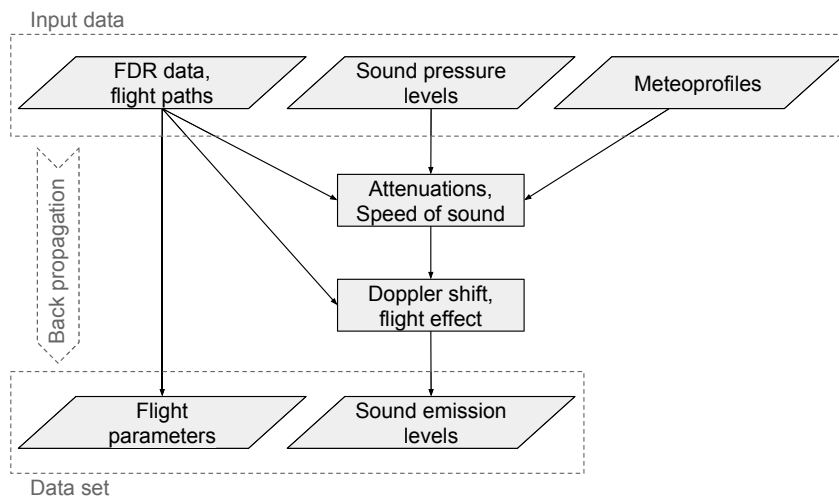 Input data
FDR data,
flight paths
Sound pressure
levels
Meteoprofiles
Back propagation
Attenuations,
Speed of sound
Doppler shift,
flight effect
Flight
parameters
Sound emission
levels
Data set